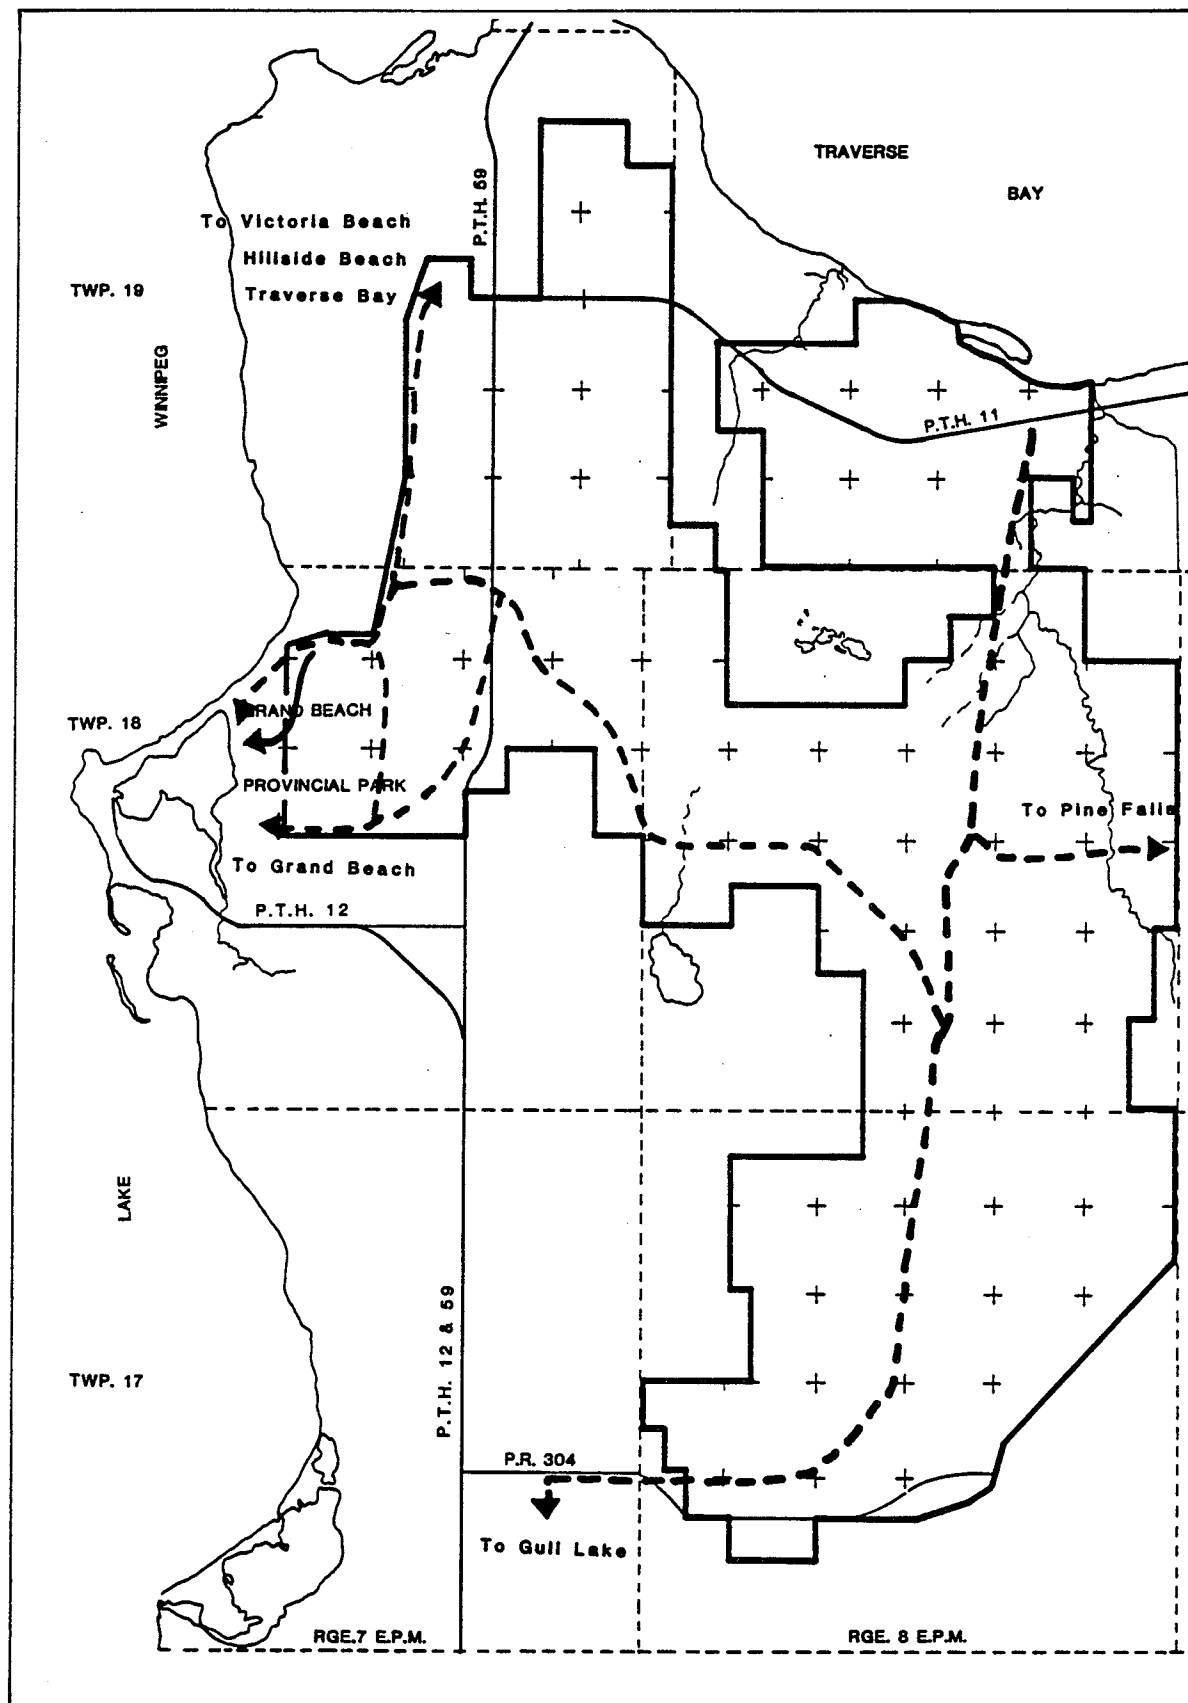 TRAVERSE
BAY
P.T.H. 59
To Victoria Beach
Hillside Beach
Traverse Bay
TWP. 19
WINNIPEG
P.T.H. 11
GRAND BEACH
TWP. 18
PROVINCIAL PARK
To Pine Falls
To Grand Beach
P.T.H. 12
LAKE
P.T.H. 12 & 59
TWP. 17
P.R. 304
To Gull Lake
RGE.7 E.P.M.
RGE. 8 E.P.M.